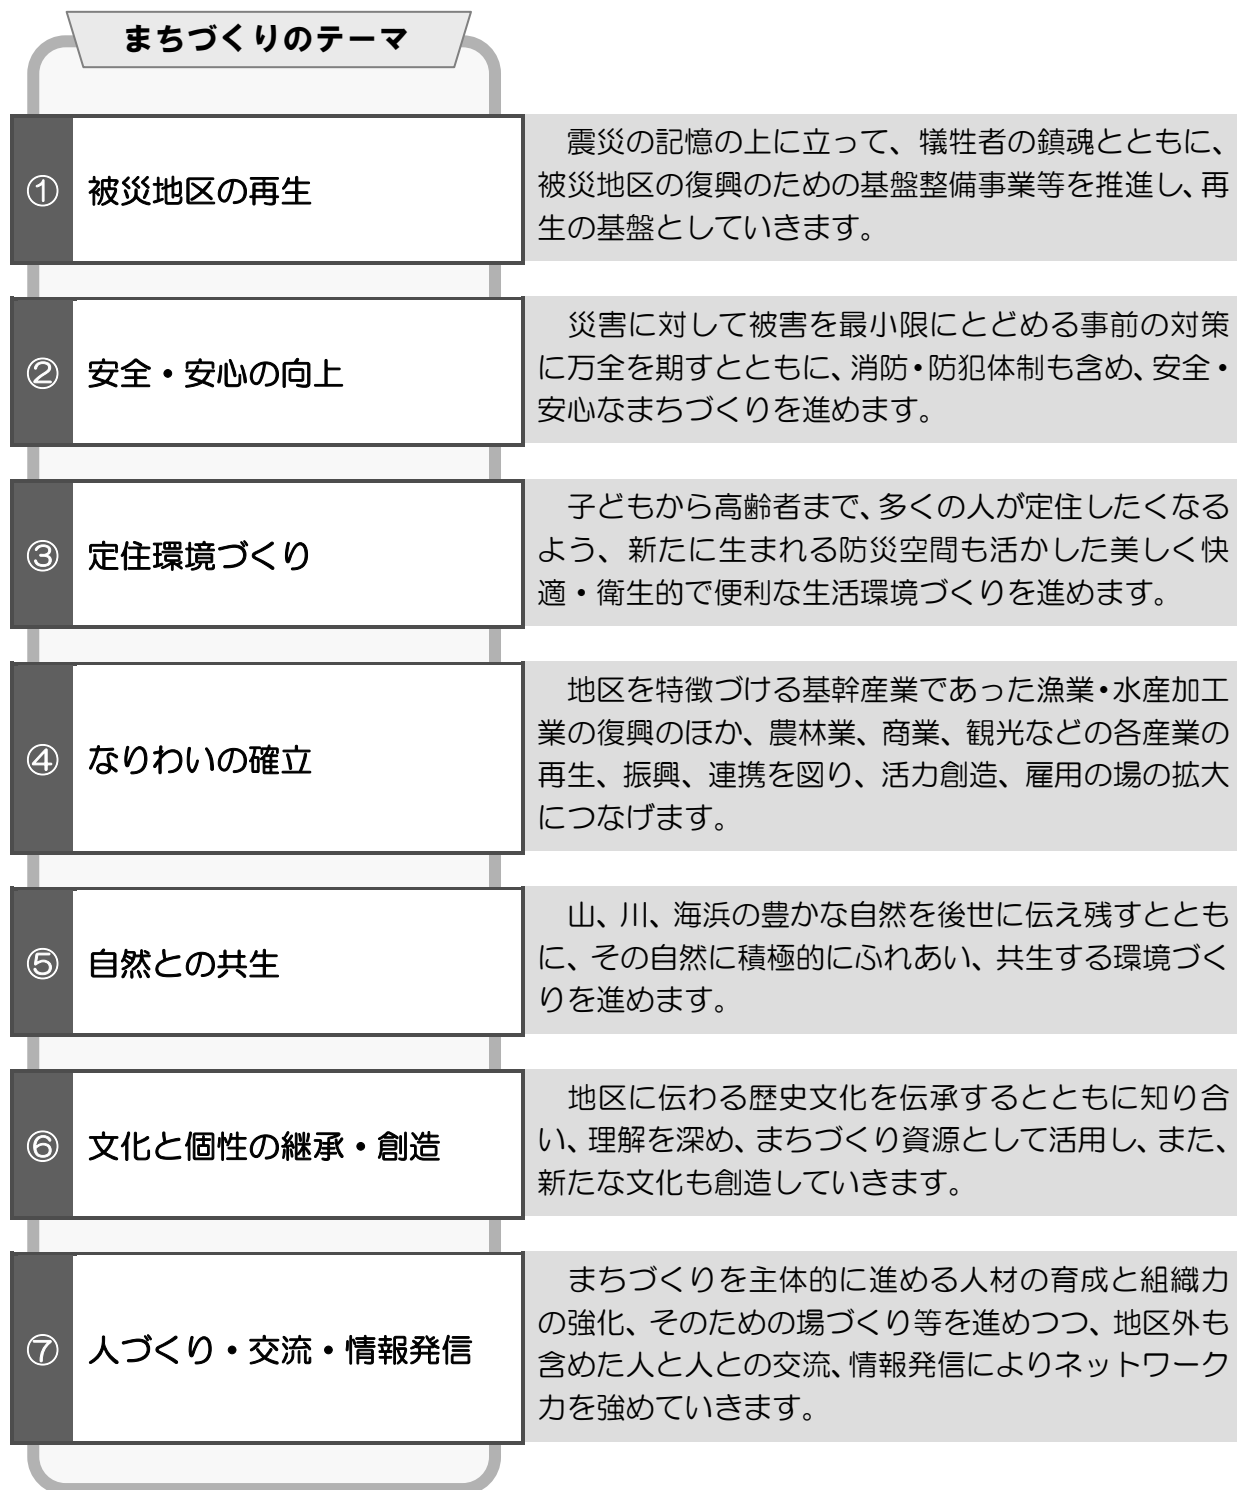 まちづくりのテーマ
① 被災地区の再生
震災の記憶の上に立って、犠牲者の鎮魂とともに、
被災地区の復興のための基盤整備事業等を推進し、再
生の基盤としていきます。
② 安全・安心の向上
災害に対して被害を最小限にとどめる事前の対策
に万全を期すとともに、消防・防犯体制も含め、安全・
安心なまちづくりを進めます。
③ 定住環境づくり
子どもから高齢者まで、多くの人が定住したくなる
よう、新たに生まれる防災空間も活かした美しく快
適・衛生的で便利な生活環境づくりを進めます。
④ なりわいの確立
地区を特徴づける基幹産業であった漁業・水産加工
業の復興のほか、農林業、商業、観光などの各産業の
再生、振興、連携を図り、活力創造、雇用の場の拡大
につなげます。
⑤ 自然との共生
山、川、海浜の豊かな自然を後世に伝え残すととも
に、その自然に積極的にふれあい、共生する環境づく
りを進めます。
⑥ 文化と個性の継承・創造
地区に伝わる歴史文化を伝承するとともに知り合
い、理解を深め、まちづくり資源として活用し、また、
新たな文化も創造していきます。
⑦ 人づくり・交流・情報発信
まちづくりを主体的に進める人材の育成と組織力
の強化、そのための場づくり等を進めつつ、地区外も
含めた人と人との交流、情報発信によりネットワーク
力を強めていきます。